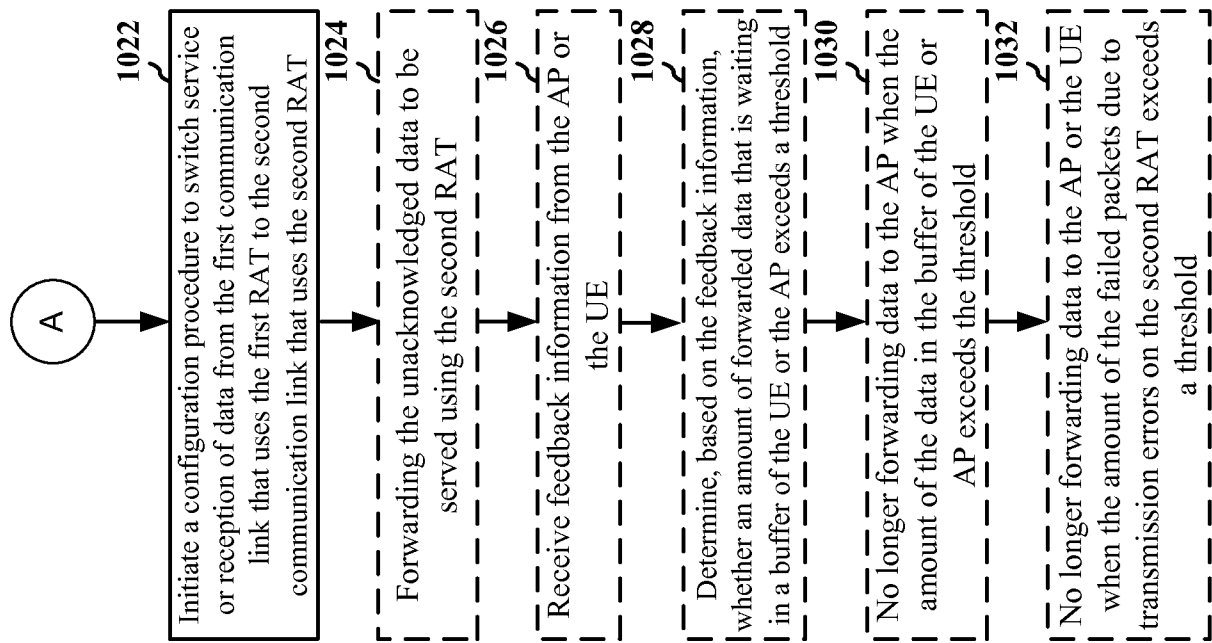 A
1022
Initiate a configuration procedure to switch service
or reception of data from the first communication
link that uses the first RAT to the second
communication link that uses the second RAT
1024
Forwarding the unacknowledged data to be
served using the second RAT
1026
Receive feedback information from the AP or
the UE
1028
Determine, based on the feedback information,
whether an amount of forwarded data that is waiting
in a buffer of the UE or the AP exceeds a threshold
1030
No longer forwarding data to the AP when the
amount of the data in the buffer of the UE or
AP exceeds the threshold
1032
No longer forwarding data to the AP or the UE
when the amount of the failed packets due to
transmission errors on the second RAT exceeds
a threshold